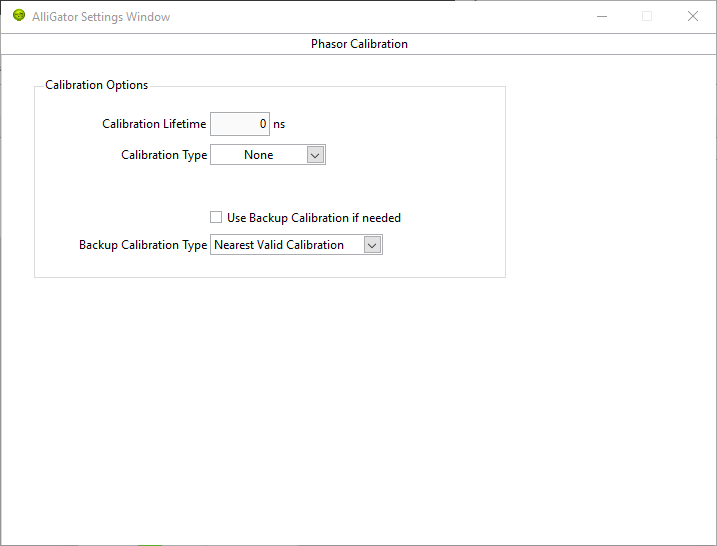 AlliGator Settings Window
Phasor Calibration
Calibration Options
Calibration Lifetime 0 ns
Calibration Type None
Use Backup Calibration if needed
Backup Calibration Type Nearest Valid Calibration